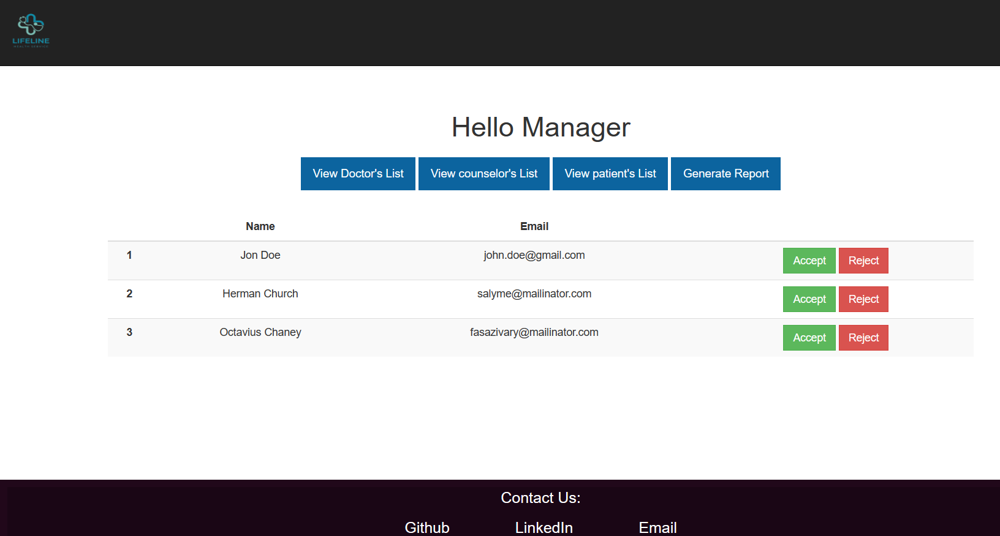 LIFELINE
HEALTH SERVICE
Hello Manager
View Doctor's List View counselor's List View patient's List Generate Report
Name Email
1 Jon Doe john.doe@gmail.com Accept Reject
2 Herman Church salyme@mailinator.com Accept Reject
3 Octavius Chaney fasazivary@mailinator.com Accept Reject
Contact Us:
Github LinkedIn Email